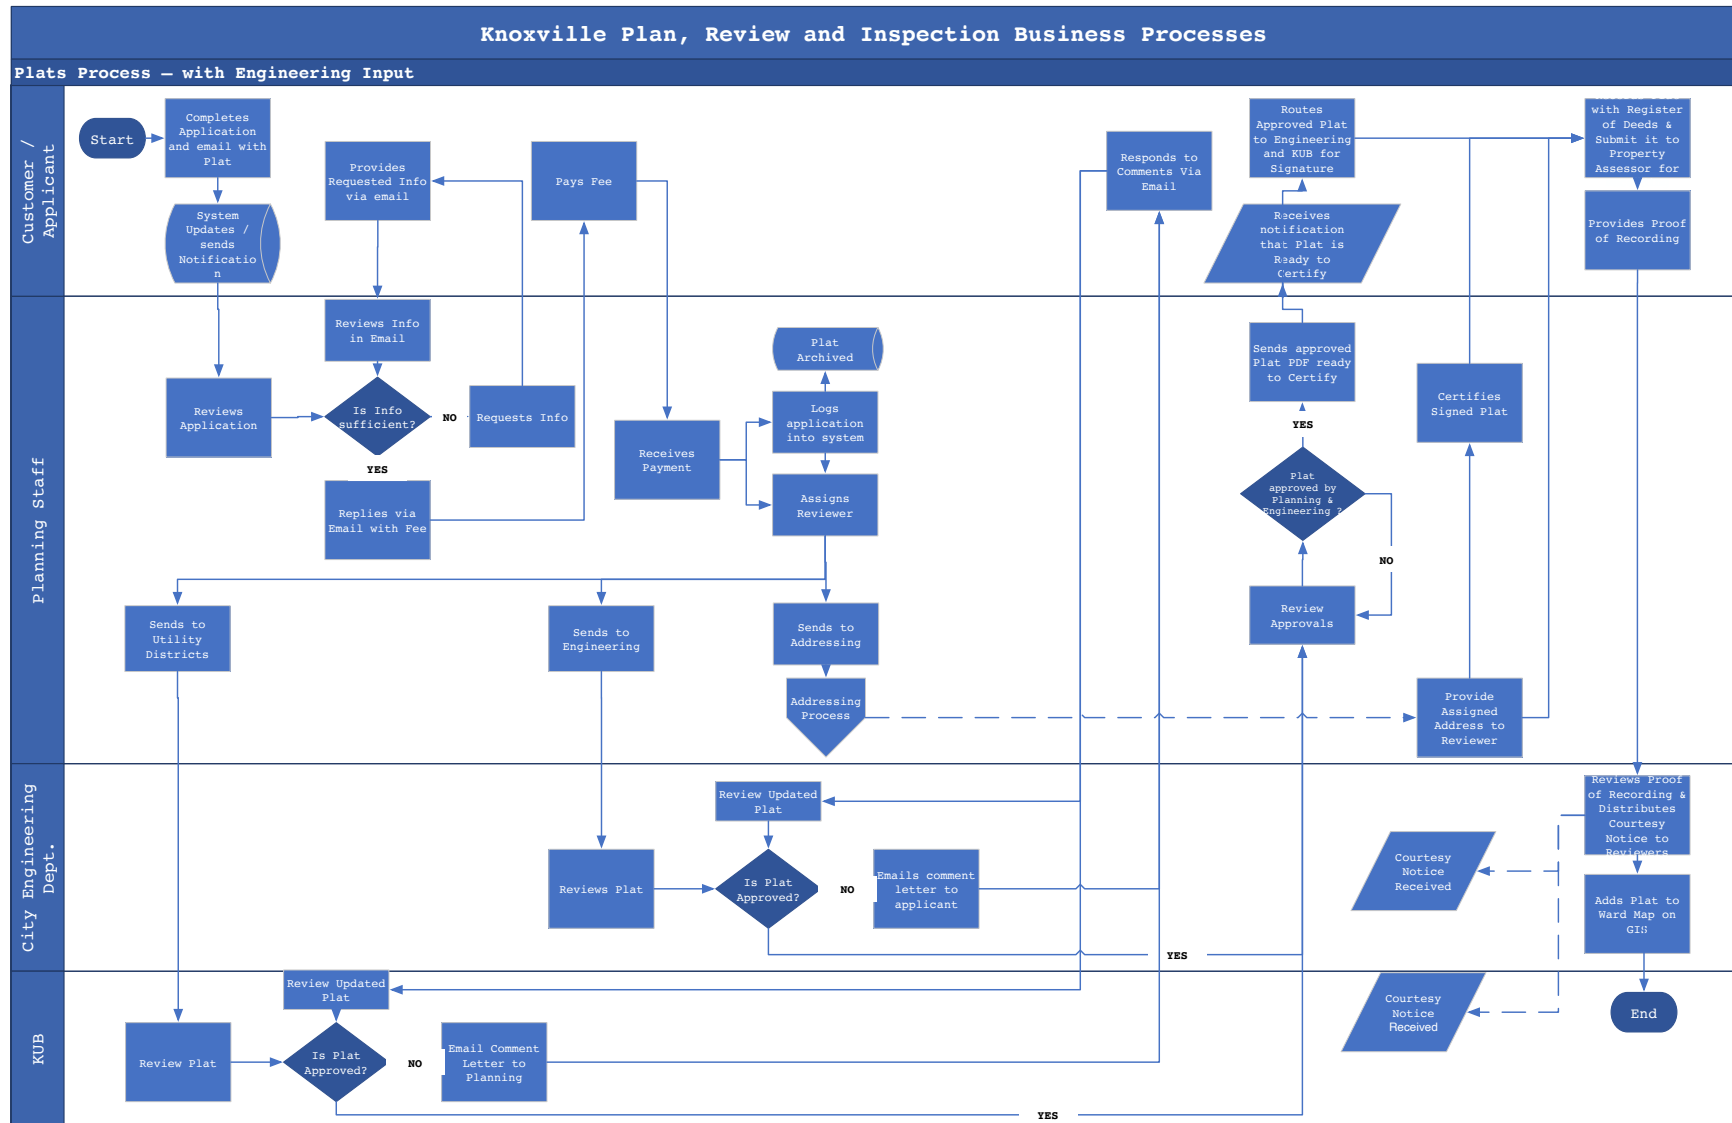 Knoxville Plan, Review and Inspection Business Processes
Plats Process – with Engineering Input
Customer /
Applicant
Start
Completes
Application
and email with
Plat
System
Updates /
sends
Notificatio
n
Provides
Requested Info
via email
Pays Fee
Responds to
Comments Via
Email
Routes
Approved Plat
to Engineering
and KUB for
Signature
Receives
notification
that Plat is
Ready to
Certify
with Register
of Deeds &
Submit it to
Property
Assessor for
Provides Proof
of Recording
Planning Staff
Reviews
Application
Reviews Info
in Email
Is Info
sufficient?
NO
Requests Info
YES
Replies via
Email with Fee
Receives
Payment
Plat
Archived
Logs
application
into system
Assigns
Reviewer
Sends to
Utility
Districts
Sends to
Engineering
Sends to
Addressing
Addressing
Process
Sends approved
Plat PDF ready
to Certify
YES
Plat
approved by
Planning &
Engineering ?
NO
Review
Approvals
Certifies
Signed Plat
Provide
Assigned
Address to
Reviewer
City Engineering
Dept.
Reviews Plat
Review Updated
Plat
Is Plat
Approved?
NO
Emails comment
letter to
applicant
YES
Courtesy
Notice
Received
Reviews Proof
of Recording &
Distributes
Courtesy
Notice to
Reviewers
Adds Plat to
Ward Map on
GIS
KUB
Review Plat
Review Updated
Plat
Is Plat
Approved?
NO
Email Comment
Letter to
Planning
YES
Courtesy
Notice
Received
End